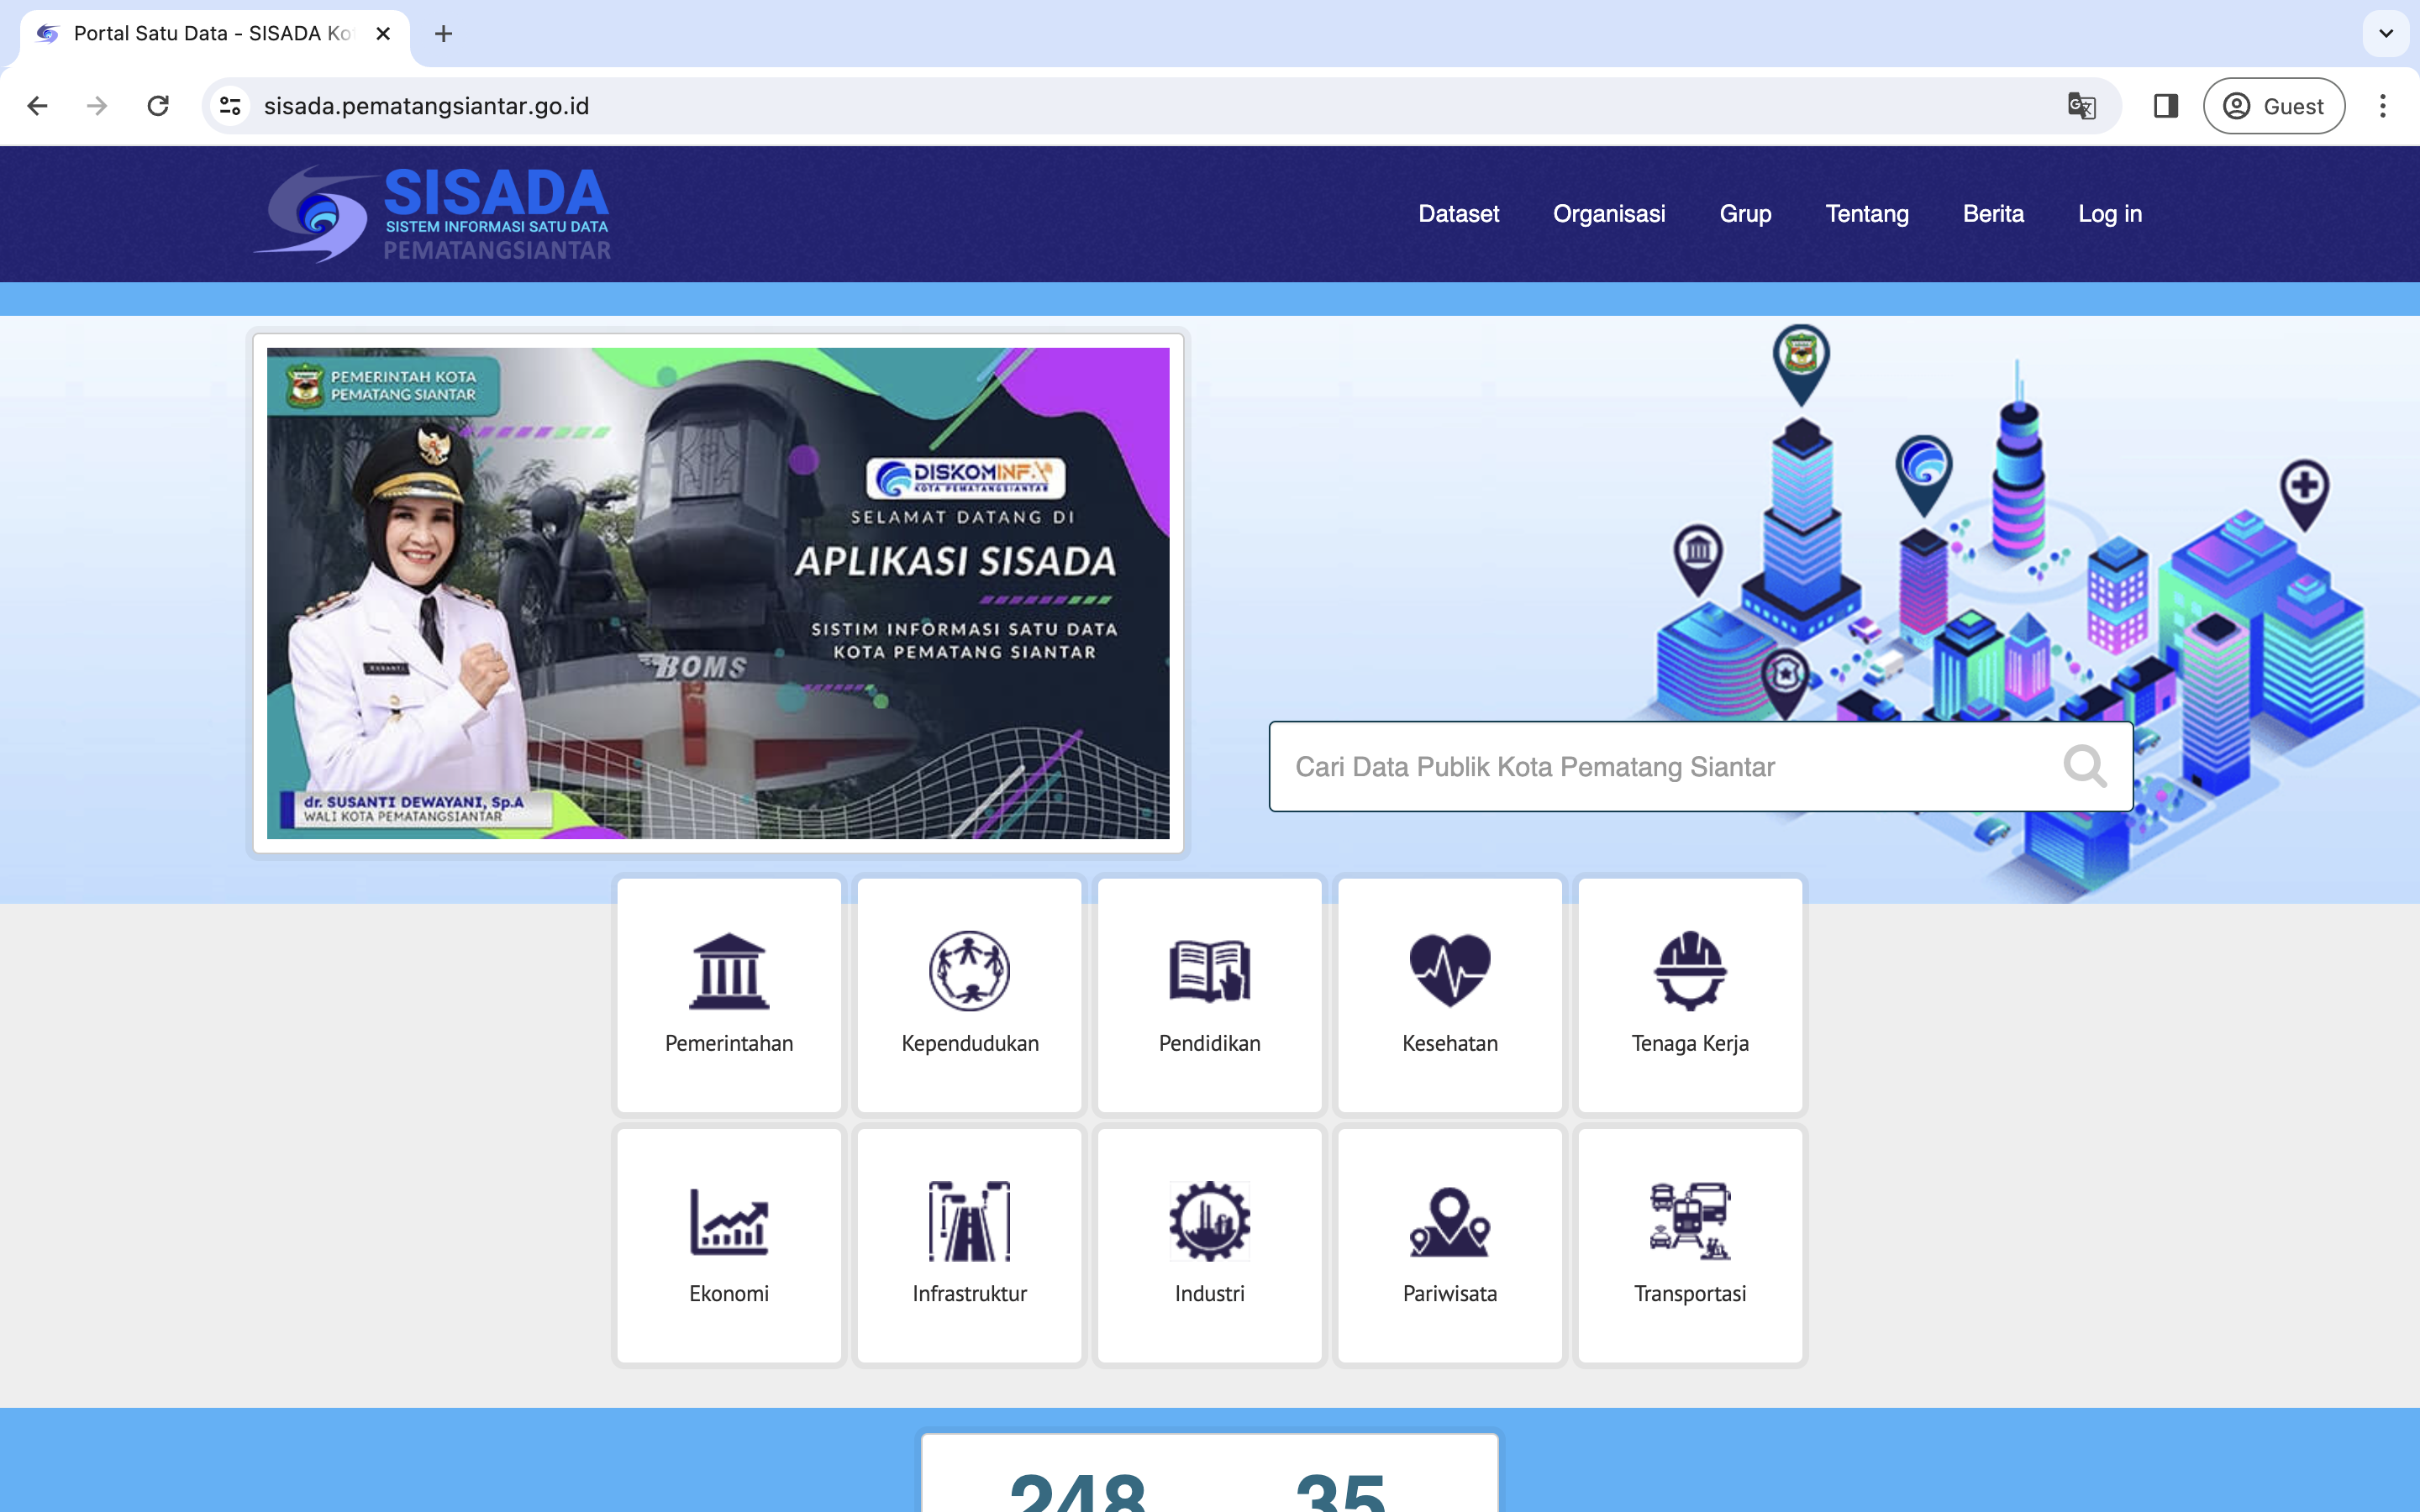 Portal Satu Data - SISADA Ko
sisada.pematangsiantar.go.id
Guest
SISADA
SISTEM INFORMASI SATU DATA
PEMATANGSIANTAR
Dataset
Organisasi
Grup
Tentang
Berita
Log in
PEMERINTAH KOTA
PEMATANG SIANTAR
DISKOMINFO
KOTA PEMATANGSIANTAR
SELAMAT DATANG DI
APLIKASI SISADA
SISTIM INFORMASI SATU DATA
KOTA PEMATANG SIANTAR
BOMS
SUSANTI
dr. SUSANTI DEWAYANI, Sp.A
WALI KOTA PEMATANGSIANTAR
Cari Data Publik Kota Pematang Siantar
Pemerintahan
Kependudukan
Pendidikan
Kesehatan
Tenaga Kerja
Ekonomi
Infrastruktur
Industri
Pariwisata
Transportasi
248
35